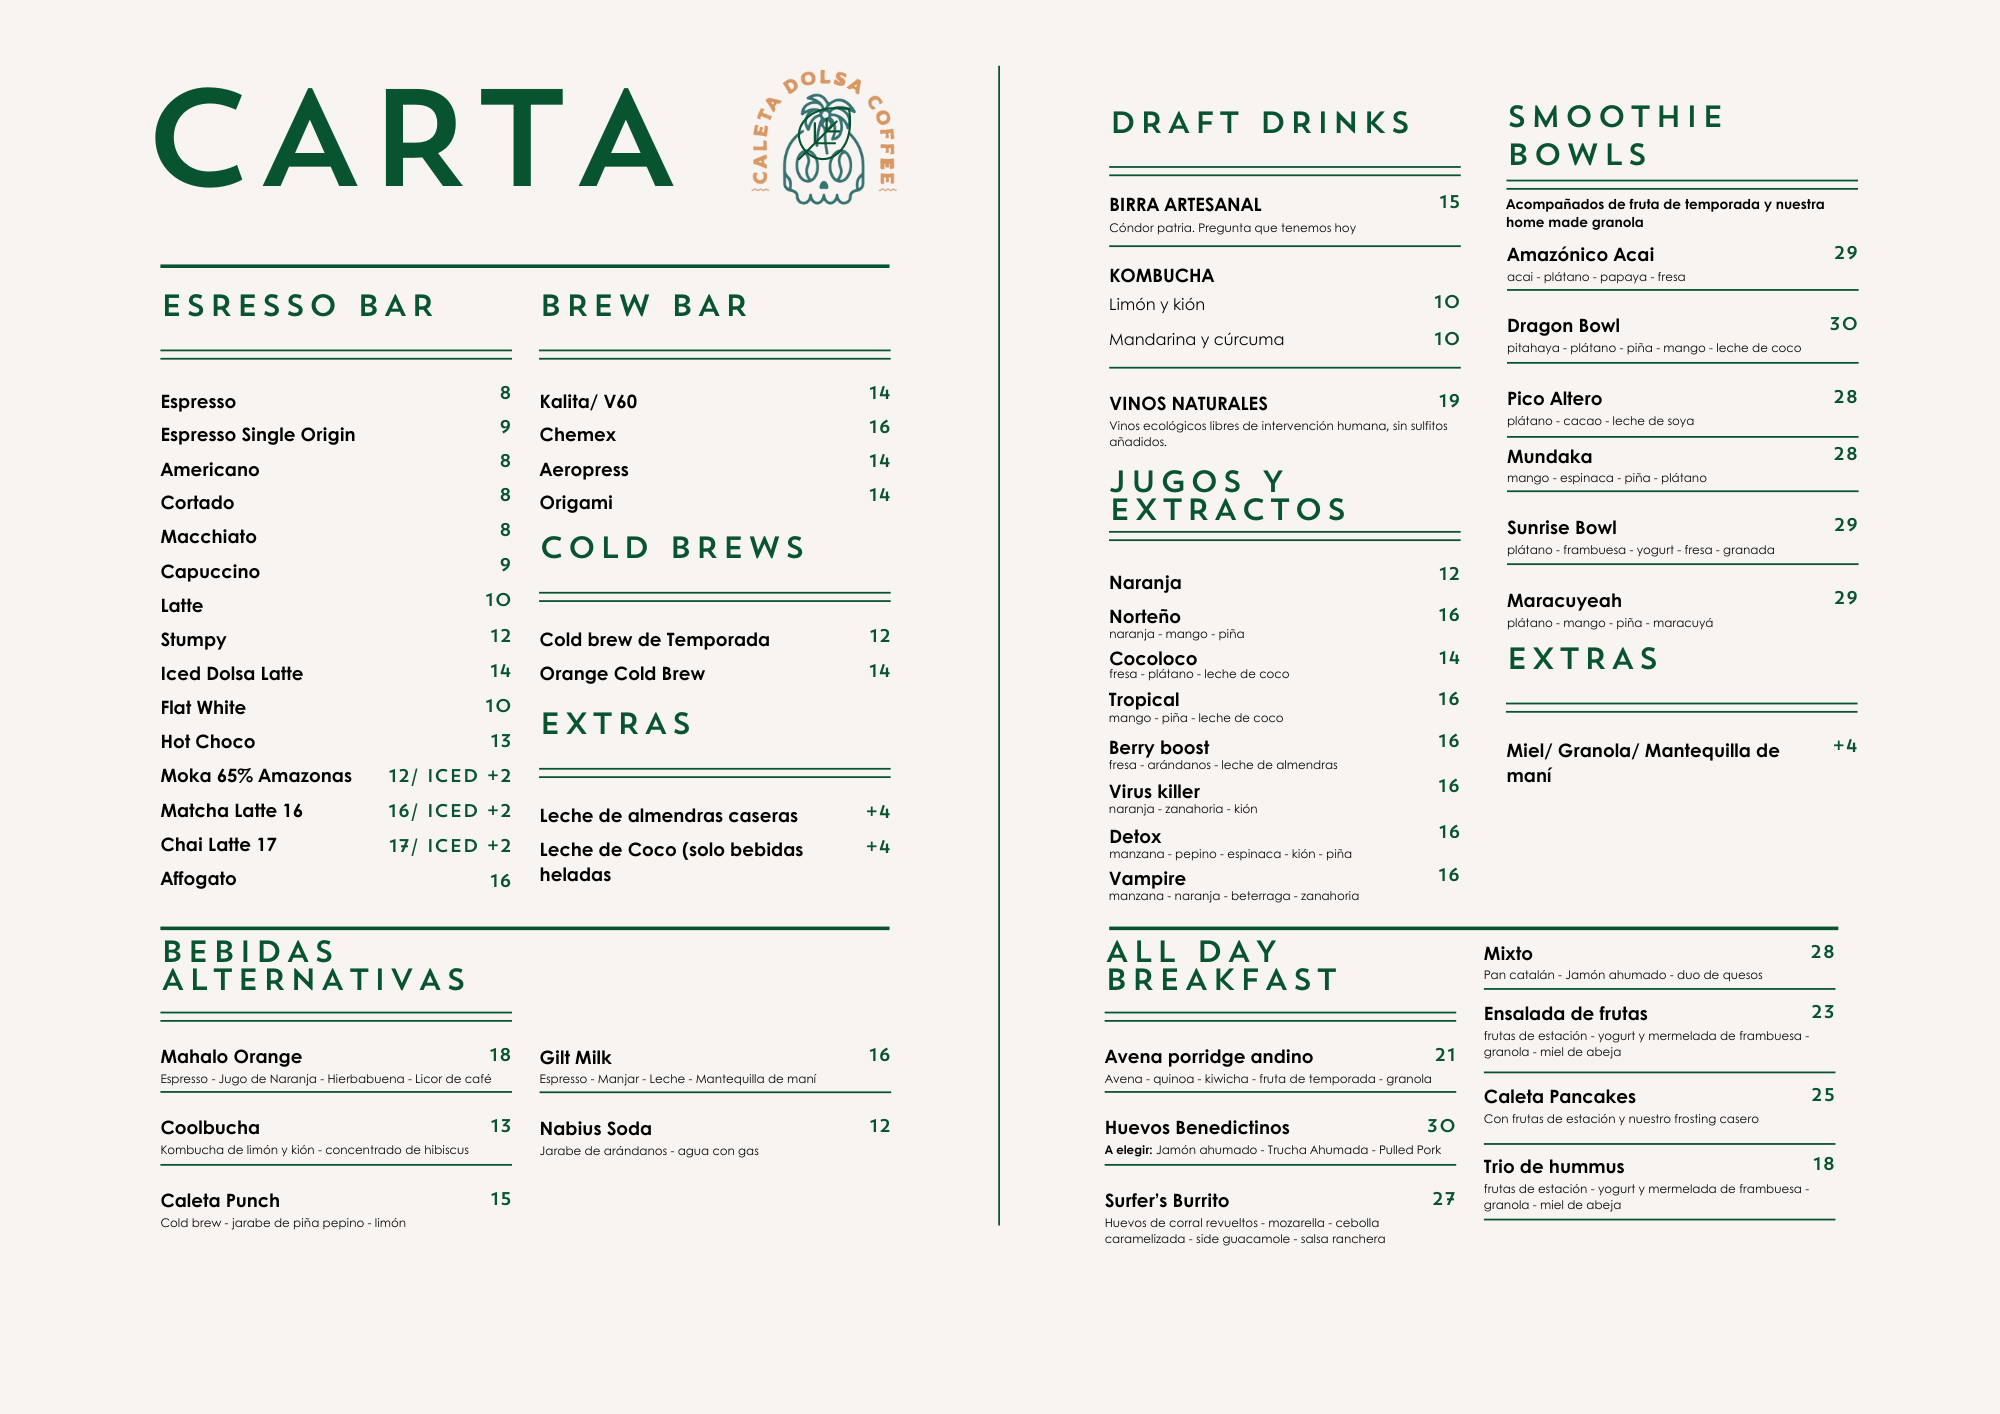 CARTA
CALETA DOLSA COFFEE
ESRESSO BAR
Espresso 8
Espresso Single Origin 9
Americano 8
Cortado 8
Macchiato 8
Capuccino 9
Latte 10
Stumpy 12
Iced Dolsa Latte 14
Flat White 10
Hot Choco 13
Moka 65% Amazonas 12/ ICED +2
Matcha Latte 16 16/ ICED +2
Chai Latte 17 17/ ICED +2
Affogato 16
BREW BAR
Kalita/ V60 14
Chemex 16
Aeropress 14
Origami 14
COLD BREWS
Cold brew de Temporada 12
Orange Cold Brew 14
EXTRAS
Leche de almendras caseras +4
Leche de Coco (solo bebidas +4
heladas
BEBIDAS
ALTERNATIVAS
Mahalo Orange 18
Espresso - Jugo de Naranja - Hierbabuena - Licor de café
Coolbucha 13
Kombucha de limón y kión - concentrado de hibiscus
Caleta Punch 15
Cold brew - jarabe de piña pepino - limón
Gilt Milk 16
Espresso - Manjar - Leche - Mantequilla de maní
Nabius Soda 12
Jarabe de arándanos - agua con gas
DRAFT DRINKS
BIRRA ARTESANAL 15
Cóndor patria. Pregunta que tenemos hoy
KOMBUCHA
Limón y kión 10
Mandarina y cúrcuma 10
VINOS NATURALES 19
Vinos ecológicos libres de intervención humana, sin sulfitos
añadidos.
JUGOS Y
EXTRACTOS
Naranja 12
Norteño 16
naranja - mango - piña
Cocoloco 14
fresa - plátano - leche de coco
Tropical 16
mango - piña - leche de coco
Berry boost 16
fresa - arándanos - leche de almendras
Virus killer 16
naranja - zanahoria - kión
Detox 16
manzana - pepino - espinaca - kión - piña
Vampire 16
manzana - naranja - beterraga - zanahoria
SMOOTHIE
BOWLS
Acompañados de fruta de temporada y nuestra
home made granola
Amazónico Acai 29
acai - plátano - papaya - fresa
Dragon Bowl 30
pitahaya - plátano - piña - mango - leche de coco
Pico Altero 28
plátano - cacao - leche de soya
Mundaka 28
mango - espinaca - piña - plátano
Sunrise Bowl 29
plátano - frambuesa - yogurt - fresa - granada
Maracuyeah 29
plátano - mango - piña - maracuyá
EXTRAS
Miel/ Granola/ Mantequilla de +4
maní
ALL DAY
BREAKFAST
Avena porridge andino 21
Avena - quinoa - kiwicha - fruta de temporada - granola
Huevos Benedictinos 30
A elegir: Jamón ahumado - Trucha Ahumada - Pulled Pork
Surfer’s Burrito 27
Huevos de corral revueltos - mozarella - cebolla
caramelizada - side guacamole - salsa ranchera
Mixto 28
Pan catalán - Jamón ahumado - duo de quesos
Ensalada de frutas 23
frutas de estación - yogurt y mermelada de frambuesa -
granola - miel de abeja
Caleta Pancakes 25
Con frutas de estación y nuestro frosting casero
Trio de hummus 18
frutas de estación - yogurt y mermelada de frambuesa -
granola - miel de abeja